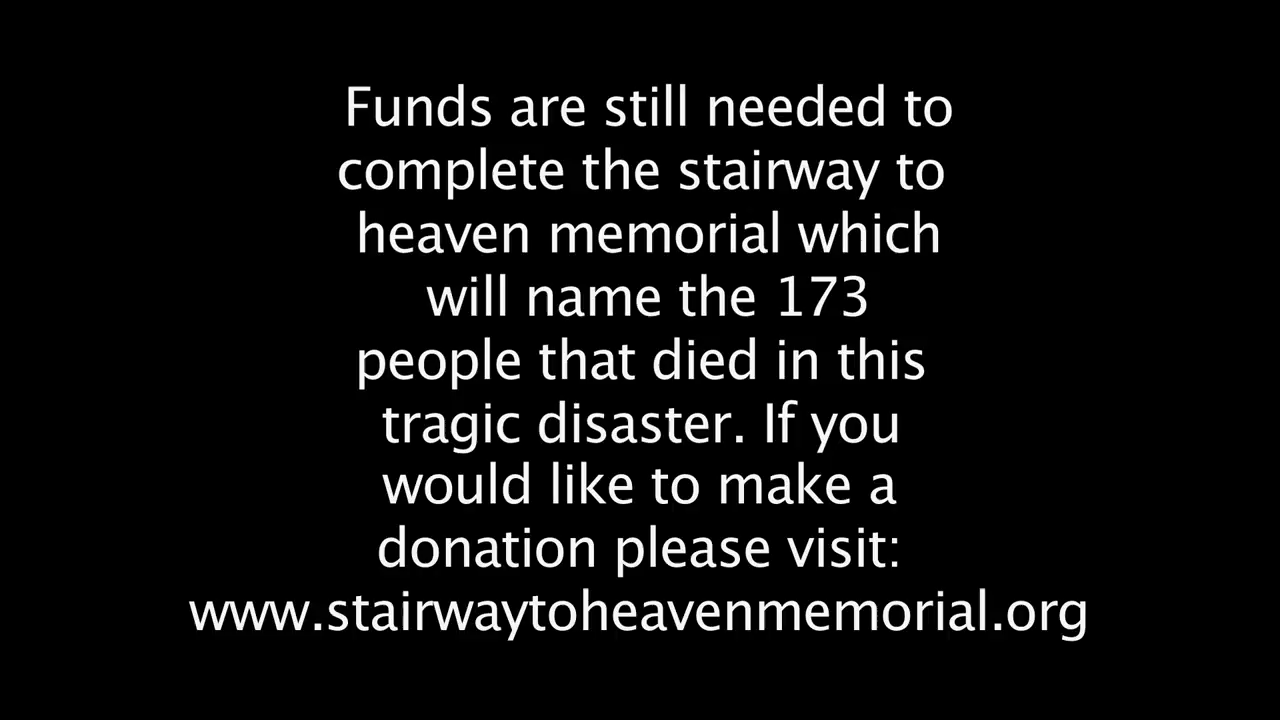 Funds are still needed to
complete the stairway to
heaven memorial which
will name the 173
people that died in this
tragic disaster. If you
would like to make a
donation please visit:
www.stairwaytoheavenmemorial.org